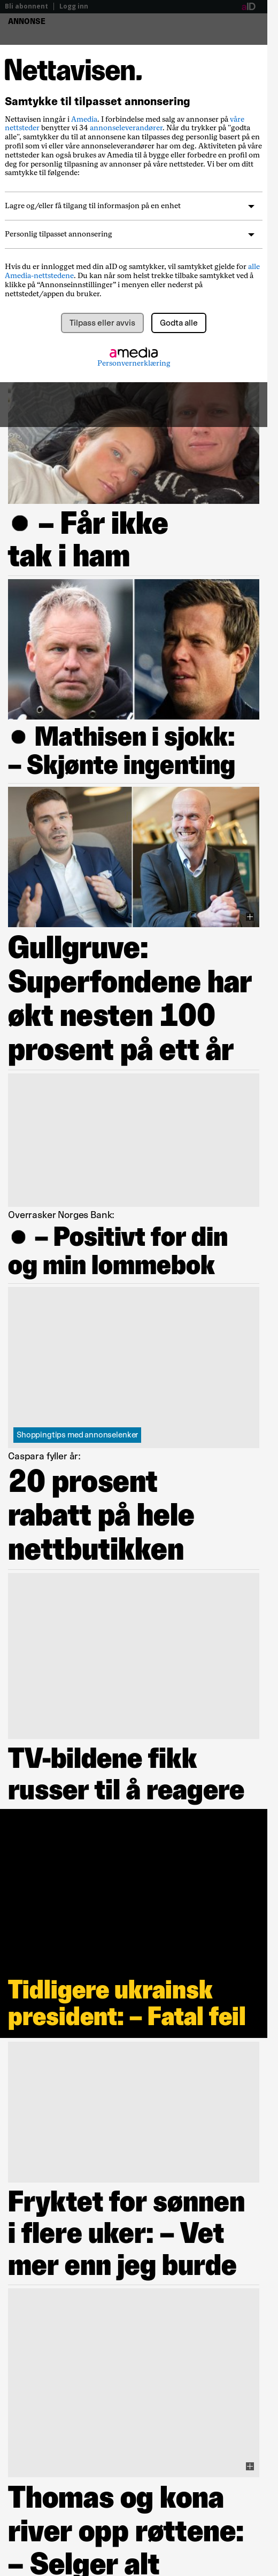 Bli abonnent | Logg inn
aID
ANNONSE
Nettavisen.
Samtykke til tilpasset annonsering
Nettavisen inngår i Amedia. I forbindelse med salg av annonser på våre
nettsteder benytter vi 34 annonseleverandører. Når du trykker på “godta
alle”, samtykker du til at annonsene kan tilpasses deg personlig basert på en
profil som vi eller våre annonseleverandører har om deg. Aktiviteten på våre
nettsteder kan også brukes av Amedia til å bygge eller forbedre en profil om
deg for personlig tilpasning av annonser på våre nettsteder. Vi ber om ditt
samtykke til følgende:
Lagre og/eller få tilgang til informasjon på en enhet
Personlig tilpasset annonsering
Hvis du er innlogget med din aID og samtykker, vil samtykket gjelde for alle
Amedia-nettstedene. Du kan når som helst trekke tilbake samtykket ved å
klikke på “Annonseinnstillinger” i menyen eller nederst på
nettstedet/appen du bruker.
Tilpass eller avvis
Godta alle
amedia
Personvernerklæring
● – Får ikke
tak i ham
● Mathisen i sjokk:
– Skjønte ingenting
Gullgruve:
Superfondene har
økt nesten 100
prosent på ett år
Overrasker Norges Bank:
● – Positivt for din
og min lommebok
Shoppingtips med annonselenker
Caspara fyller år:
20 prosent
rabatt på hele
nettbutikken
TV-bildene fikk
russer til å reagere
Tidligere ukrainsk
president: – Fatal feil
Fryktet for sønnen
i flere uker: – Vet
mer enn jeg burde
Thomas og kona
river opp røttene:
– Selger alt